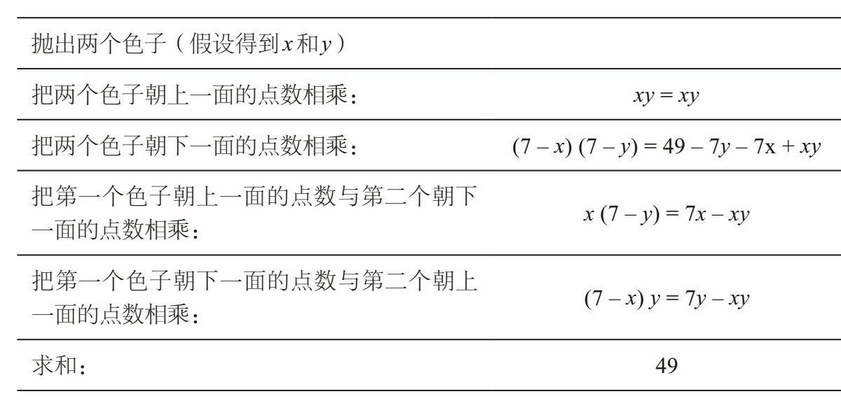 抛出两个色子（假设得到x和y）
把两个色子朝上一面的点数相乘： xy = xy
把两个色子朝下一面的点数相乘： (7 – x) (7 – y) = 49 – 7y – 7x + xy
把第一个色子朝上一面的点数与第二个朝下
一面的点数相乘： x (7 – y) = 7x – xy
把第一个色子朝下一面的点数与第二个朝上
一面的点数相乘： (7 – x) y = 7y – xy
求和： 49